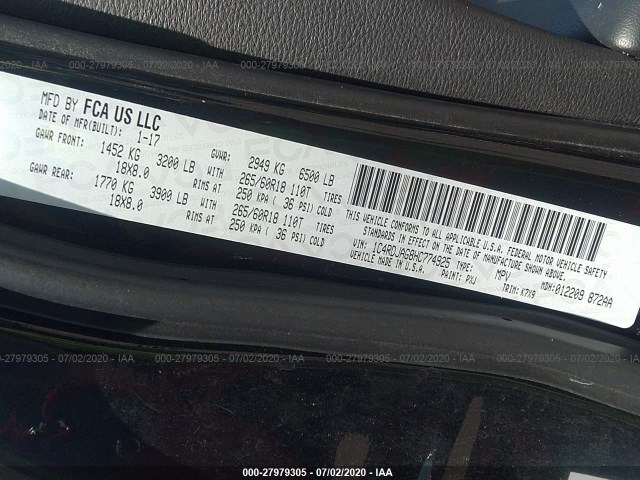 000-27979305 · 07/02/2020 · IAA
000-27979305 · 07/02/2020 · IAA
MFD BY FCA US LLC
DATE OF MFR(BUILT): 1-17
GVWR: 2949 KG 6500 LB
GAWR FRONT: 1452 KG 3200 LB WITH 265/60R18 110T TIRES
18X8.0 RIMS AT 250 KPA ( 36 PSI) COLD
GAWR REAR: 1770 KG 3900 LB WITH 265/60R18 110T TIRES
18X8.0 RIMS AT 250 KPA ( 36 PSI) COLD
THIS VEHICLE CONFORMS TO ALL APPLICABLE U.S.A. FEDERAL MOTOR VEHICLE SAFETY
STANDARDS IN EFFECT ON THE DATE OF MANUFACTURE SHOWN ABOVE.
VIN: 1C4RDJAG8HC774925 TYPE: MPV MDH: 012209 872AA
MADE IN U.S.A. PAINT: PXJ TRIM: K7X9
000-27979305 · 07/02/2020 · IAA
000-27979305 · 07/02/2020 · IAA
000-27979305 · 07/02/2020 · IAA